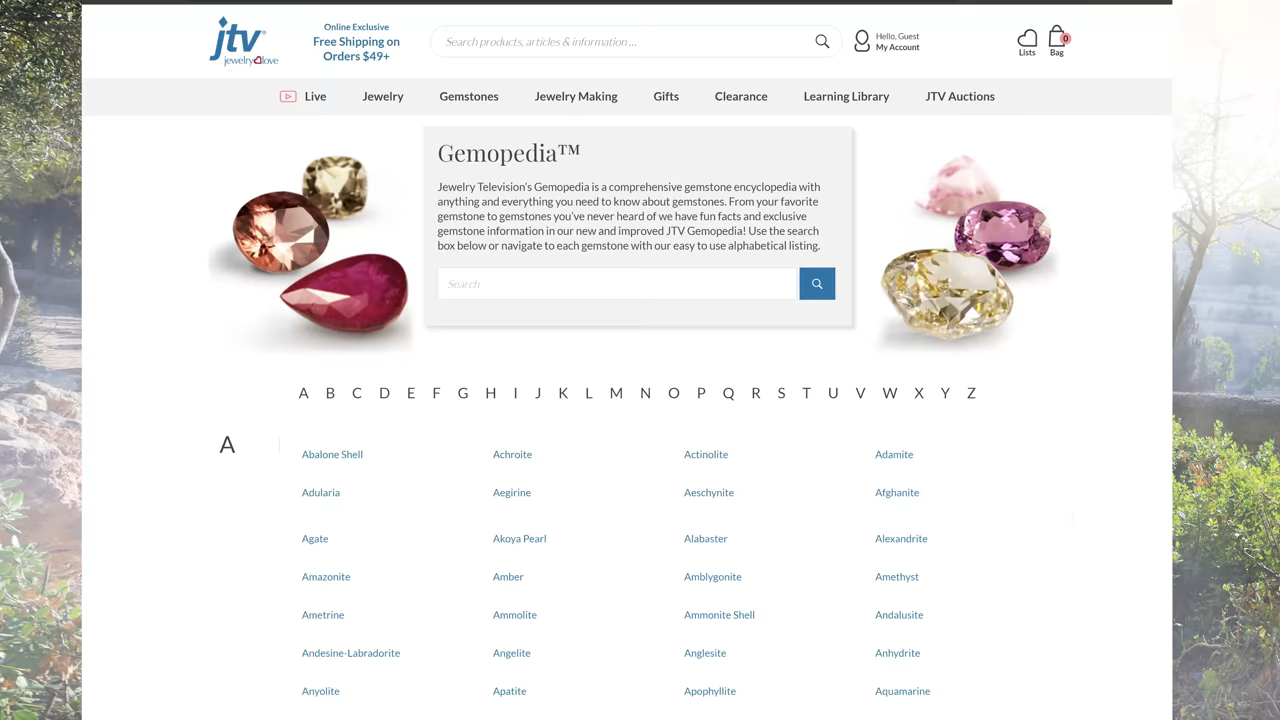 jtv
jewelry love
Online Exclusive
Free Shipping on
Orders $49+
Search products, articles & information ...
Hello, Guest
My Account
Lists
0
Bag
Live
Jewelry
Gemstones
Jewelry Making
Gifts
Clearance
Learning Library
JTV Auctions
Gemopedia™
Jewelry Television's Gemopedia is a comprehensive gemstone encyclopedia with
anything and everything you need to know about gemstones. From your favorite
gemstone to gemstones you've never heard of we have fun facts and exclusive
gemstone information in our new and improved JTV Gemopedia! Use the search
box below or navigate to each gemstone with our easy to use alphabetical listing.
Search
A B C D E F G H I J K L M N O P Q R S T U V W X Y Z
A
Abalone Shell Achroite Actinolite Adamite
Adularia Aegirine Aeschynite Afghanite
Agate Akoya Pearl Alabaster Alexandrite
Amazonite Amber Amblygonite Amethyst
Ametrine Ammolite Ammonite Shell Andalusite
Andesine-Labradorite Angelite Anglesite Anhydrite
Anyolite Apatite Apophyllite Aquamarine